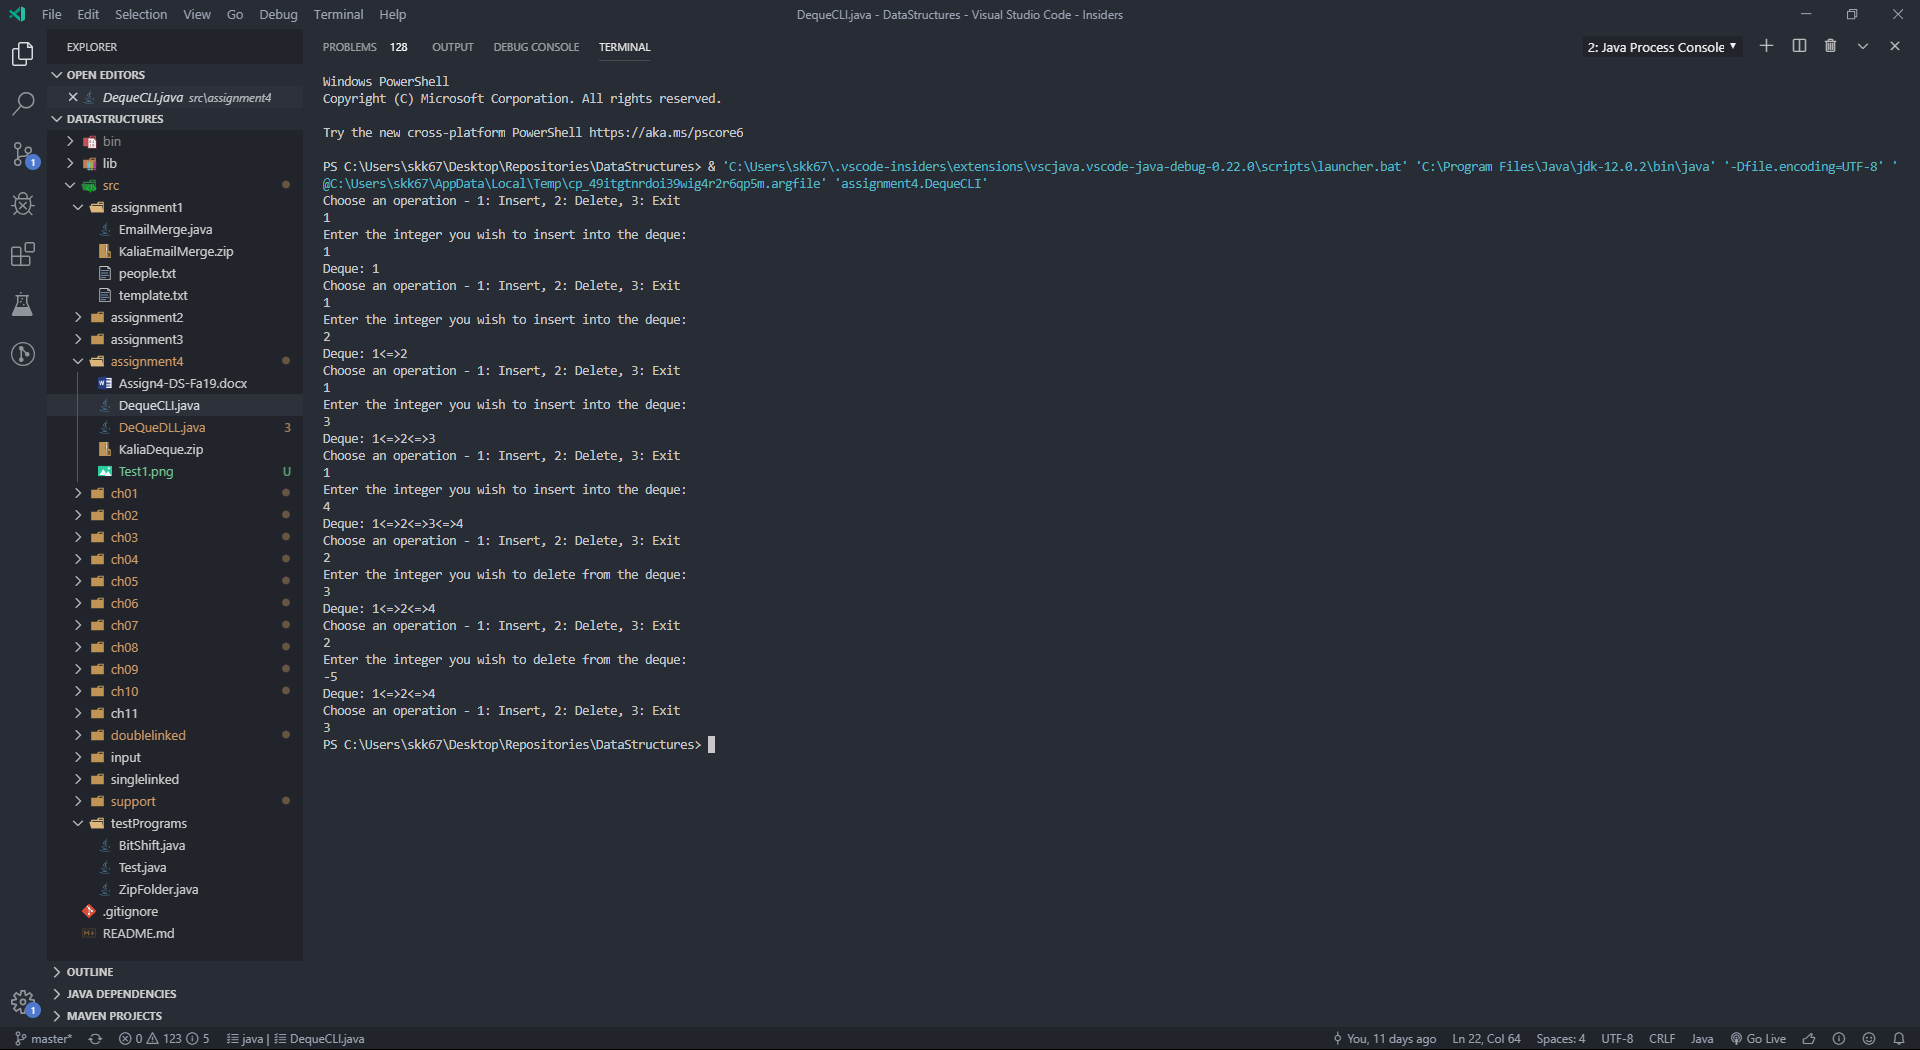 File Edit Selection View Go Debug Terminal Help
DequeCLI.java - DataStructures - Visual Studio Code - Insiders
EXPLORER
OPEN EDITORS
DequeCLI.java src\assignment4
DATASTRUCTURES
bin
lib
src
assignment1
EmailMerge.java
KaliaEmailMerge.zip
people.txt
template.txt
assignment2
assignment3
assignment4
Assign4-DS-Fa19.docx
DequeCLI.java
DeQueDLL.java 3
KaliaDeque.zip
Test1.png U
ch01
ch02
ch03
ch04
ch05
ch06
ch07
ch08
ch09
ch10
ch11
doublelinked
input
singlelinked
support
testPrograms
BitShift.java
Test.java
ZipFolder.java
.gitignore
README.md
OUTLINE
JAVA DEPENDENCIES
MAVEN PROJECTS
1
1
PROBLEMS 128 OUTPUT DEBUG CONSOLE TERMINAL
2: Java Process Console
Windows PowerShell
Copyright (C) Microsoft Corporation. All rights reserved.
Try the new cross-platform PowerShell https://aka.ms/pscore6
PS C:\Users\skk67\Desktop\Repositories\DataStructures> & 'C:\Users\skk67\.vscode-insiders\extensions\vscjava.vscode-java-debug-0.22.0\scripts\launcher.bat' 'C:\Program Files\Java\jdk-12.0.2\bin\java' '-Dfile.encoding=UTF-8' '
@C:\Users\skk67\AppData\Local\Temp\cp_49itgtnrdoi39wig4r2r6qp5m.argfile' 'assignment4.DequeCLI'
Choose an operation - 1: Insert, 2: Delete, 3: Exit
1
Enter the integer you wish to insert into the deque:
1
Deque: 1
Choose an operation - 1: Insert, 2: Delete, 3: Exit
1
Enter the integer you wish to insert into the deque:
2
Deque: 1<=>2
Choose an operation - 1: Insert, 2: Delete, 3: Exit
1
Enter the integer you wish to insert into the deque:
3
Deque: 1<=>2<=>3
Choose an operation - 1: Insert, 2: Delete, 3: Exit
1
Enter the integer you wish to insert into the deque:
4
Deque: 1<=>2<=>3<=>4
Choose an operation - 1: Insert, 2: Delete, 3: Exit
2
Enter the integer you wish to delete from the deque:
3
Deque: 1<=>2<=>4
Choose an operation - 1: Insert, 2: Delete, 3: Exit
2
Enter the integer you wish to delete from the deque:
-5
Deque: 1<=>2<=>4
Choose an operation - 1: Insert, 2: Delete, 3: Exit
3
PS C:\Users\skk67\Desktop\Repositories\DataStructures>
master* 0 123 5 java | DequeCLI.java
You, 11 days ago Ln 22, Col 64 Spaces: 4 UTF-8 CRLF Java Go Live